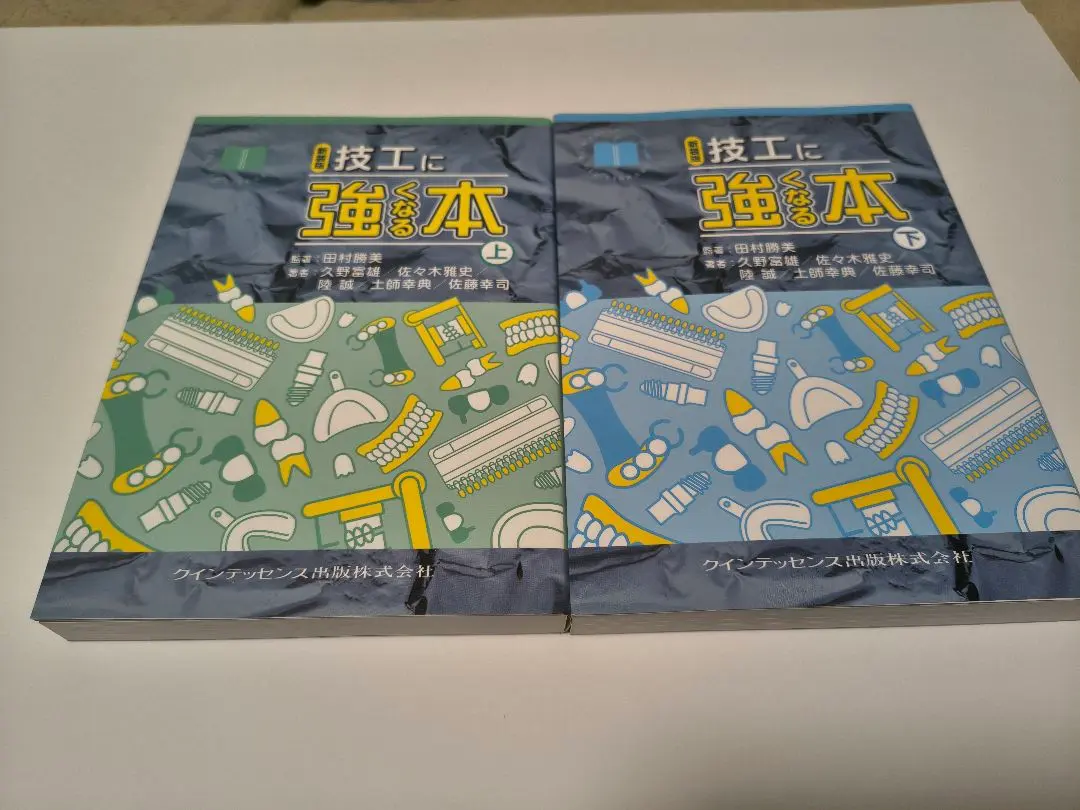 新装版
技工に
強くなる本
上
監著：田村勝美
著者：久野富雄／佐々木雅史／
陸 誠／土師幸典／佐藤幸司
クインテッセンス出版株式会社
新装版
技工に
強くなる本
下
監著：田村勝美
著者：久野富雄／佐々木雅史／
陸 誠／土師幸典／佐藤幸司
クインテッセンス出版株式会社